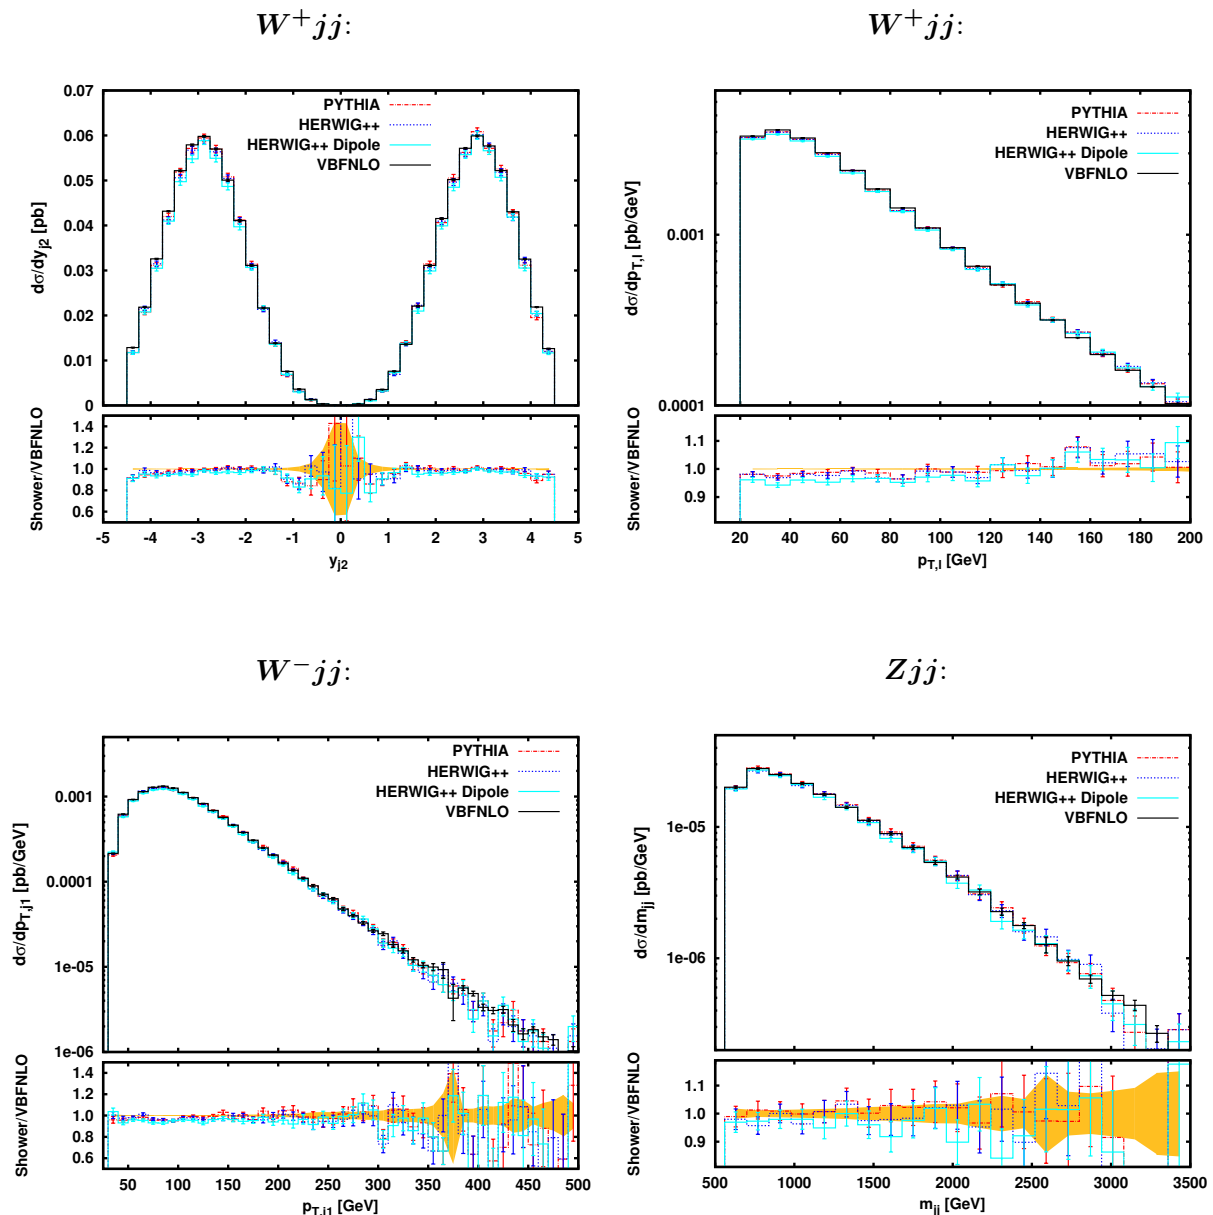 W⁺jj:
0.07
0.06
0.05
0.04
0.03
0.02
0.01
0
dσ/dy_j2 [pb]
PYTHIA
HERWIG++
HERWIG++ Dipole
VBFNLO
1.4
1.2
1.0
0.8
0.6
Shower/VBFNLO
-5 -4 -3 -2 -1 0 1 2 3 4 5
y_j2
W⁺jj:
0.001
0.0001
dσ/dp_T,l [pb/GeV]
PYTHIA
HERWIG++
HERWIG++ Dipole
VBFNLO
1.1
1.0
0.9
Shower/VBFNLO
20 40 60 80 100 120 140 160 180 200
p_T,l [GeV]
W⁻jj:
0.001
0.0001
1e-05
1e-06
dσ/dp_T,j1 [pb/GeV]
PYTHIA
HERWIG++
HERWIG++ Dipole
VBFNLO
1.4
1.2
1.0
0.8
0.6
Shower/VBFNLO
50 100 150 200 250 300 350 400 450 500
p_T,j1 [GeV]
Zjj:
1e-05
1e-06
dσ/dm_jj [pb/GeV]
PYTHIA
HERWIG++
HERWIG++ Dipole
VBFNLO
1.1
1.0
0.9
Shower/VBFNLO
500 1000 1500 2000 2500 3000 3500
m_jj [GeV]